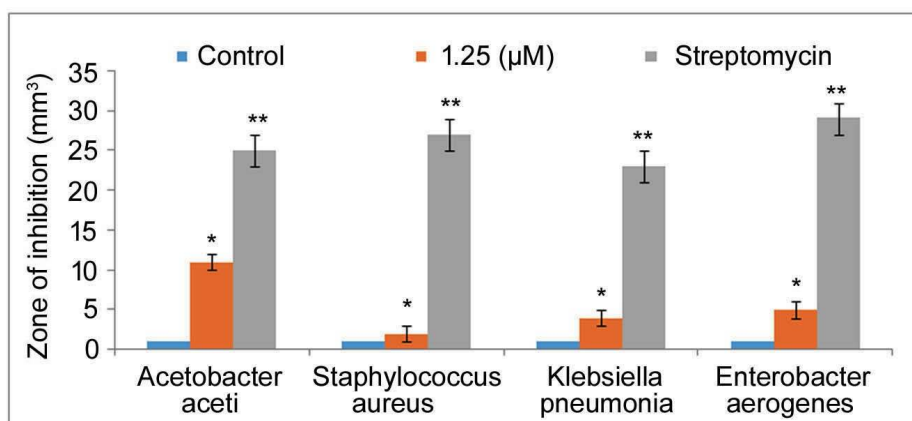 Control 1.25 (µM) Streptomycin
Zone of inhibition (mm³)
35
30
25
20
15
10
5
0
** ** ** **
* * * *
Acetobacter aceti
Staphylococcus aureus
Klebsiella pneumonia
Enterobacter aerogenes